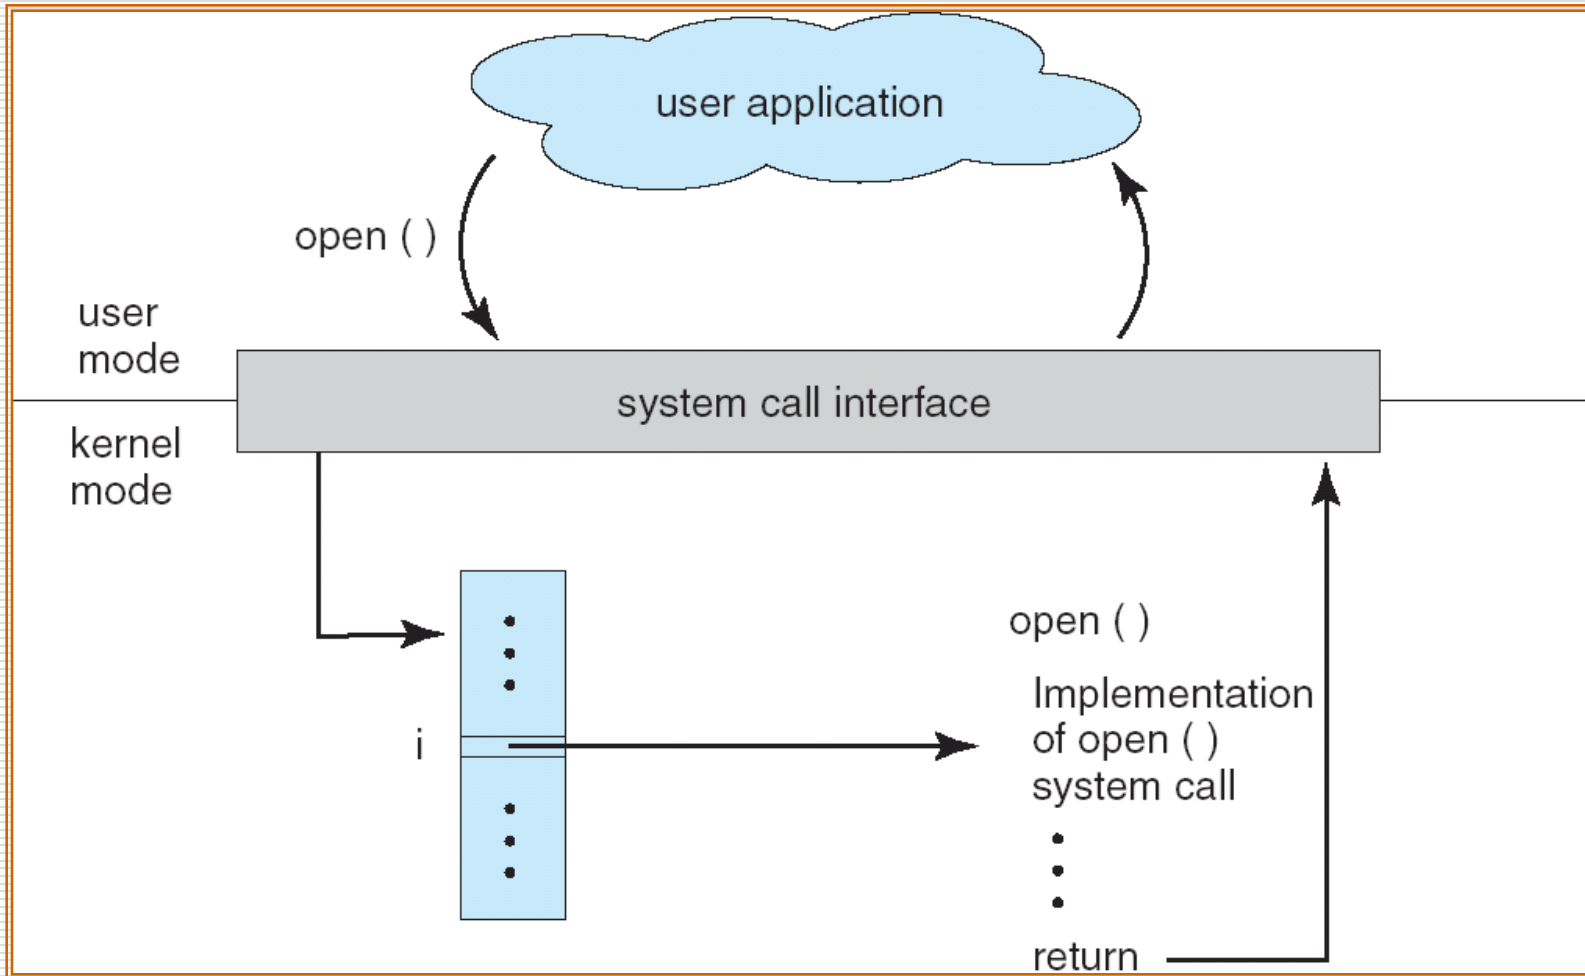 user application
open ( )
user
mode
system call interface
kernel
mode
open ( )
Implementation
of open ( )
system call
i
return